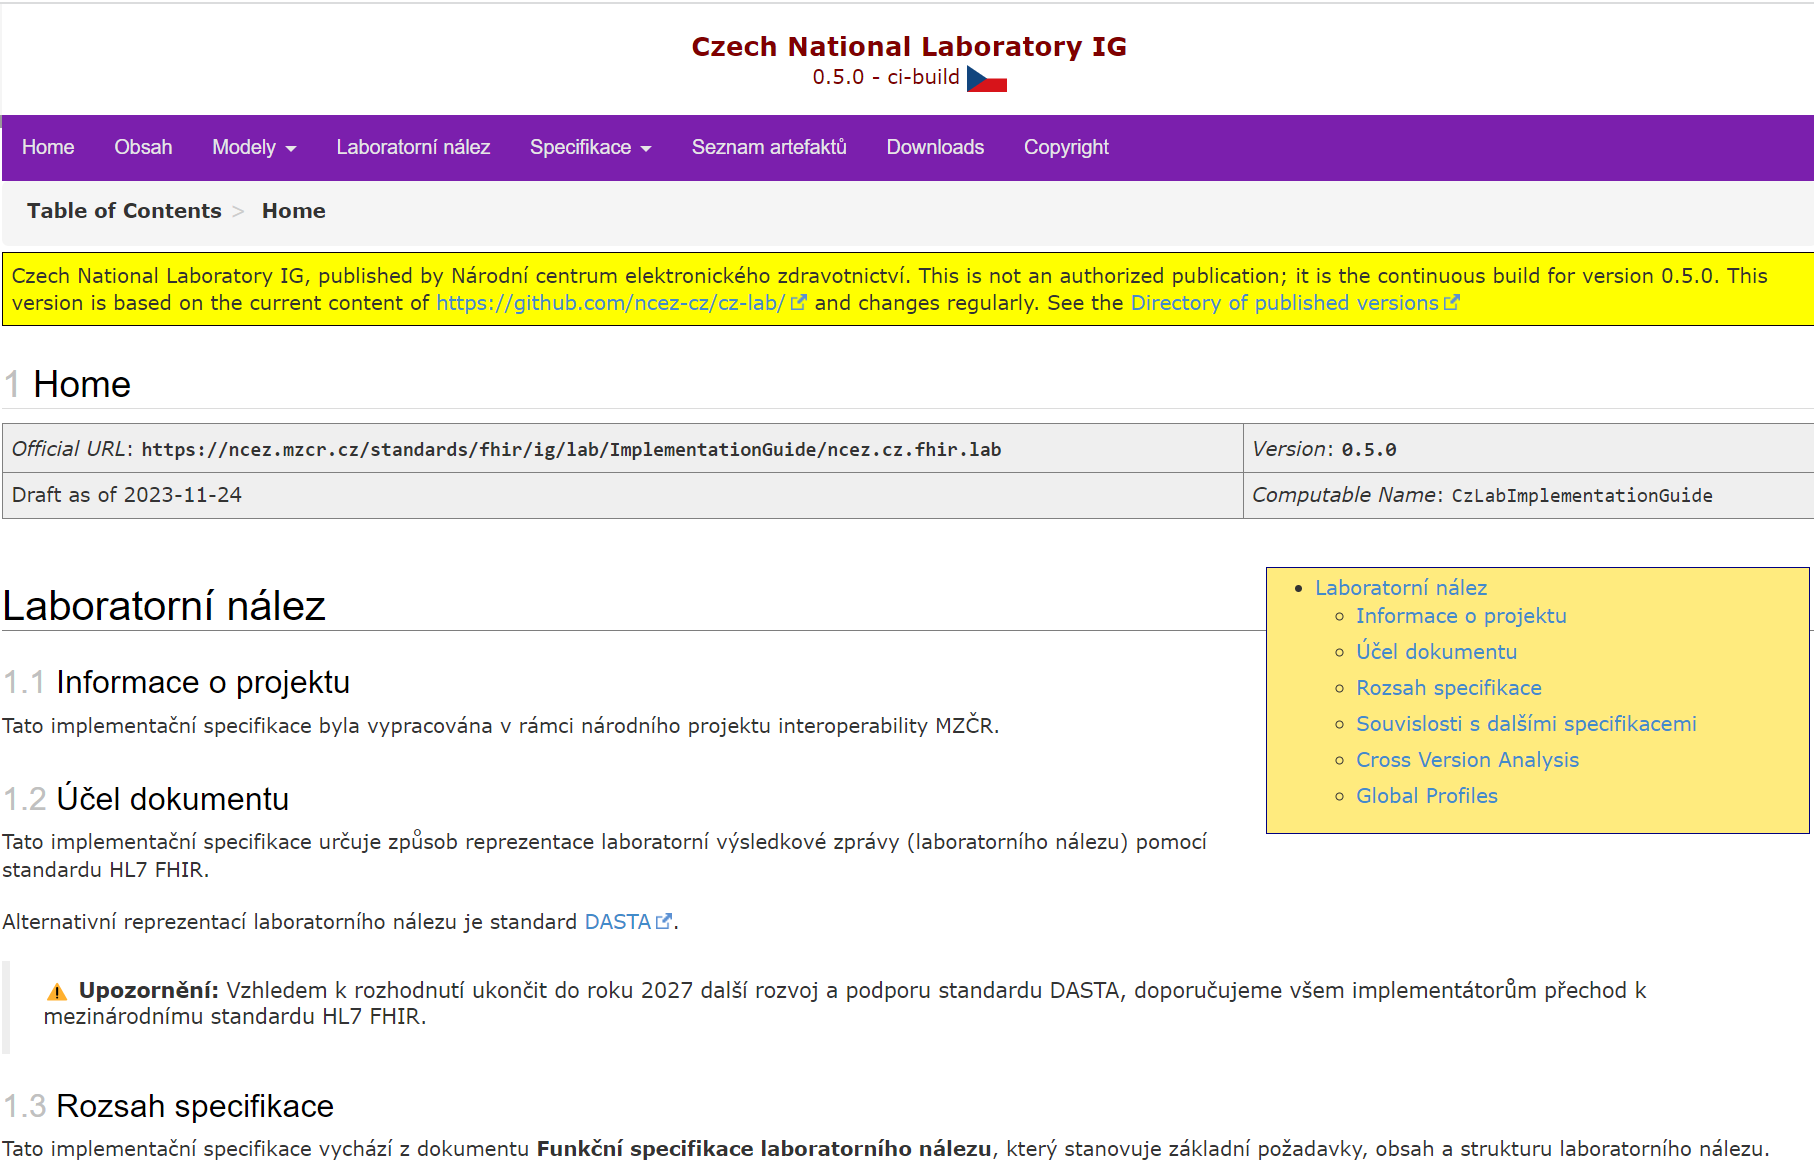 Czech National Laboratory IG
0.5.0 - ci-build
Home Obsah Modely Laboratorní nález Specifikace Seznam artefaktů Downloads Copyright
Table of Contents > Home
Czech National Laboratory IG, published by Národní centrum elektronického zdravotnictví. This is not an authorized publication; it is the continuous build for version 0.5.0. This
version is based on the current content of https://github.com/ncez-cz/cz-lab/ and changes regularly. See the Directory of published versions
1 Home
Official URL: https://ncez.mzcr.cz/standards/fhir/ig/lab/ImplementationGuide/ncez.cz.fhir.lab Version: 0.5.0
Draft as of 2023-11-24 Computable Name: CzLabImplementationGuide
Laboratorní nález
Informace o projektu
Účel dokumentu
Rozsah specifikace
Souvislosti s dalšími specifikacemi
Cross Version Analysis
Global Profiles
Laboratorní nález
1.1 Informace o projektu
Tato implementační specifikace byla vypracována v rámci národního projektu interoperability MZČR.
1.2 Účel dokumentu
Tato implementační specifikace určuje způsob reprezentace laboratorní výsledkové zprávy (laboratorního nálezu) pomocí
standardu HL7 FHIR.
Alternativní reprezentací laboratorního nálezu je standard DASTA.
Upozornění: Vzhledem k rozhodnutí ukončit do roku 2027 další rozvoj a podporu standardu DASTA, doporučujeme všem implementátorům přechod k
mezinárodnímu standardu HL7 FHIR.
1.3 Rozsah specifikace
Tato implementační specifikace vychází z dokumentu Funkční specifikace laboratorního nálezu, který stanovuje základní požadavky, obsah a strukturu laboratorního nálezu.